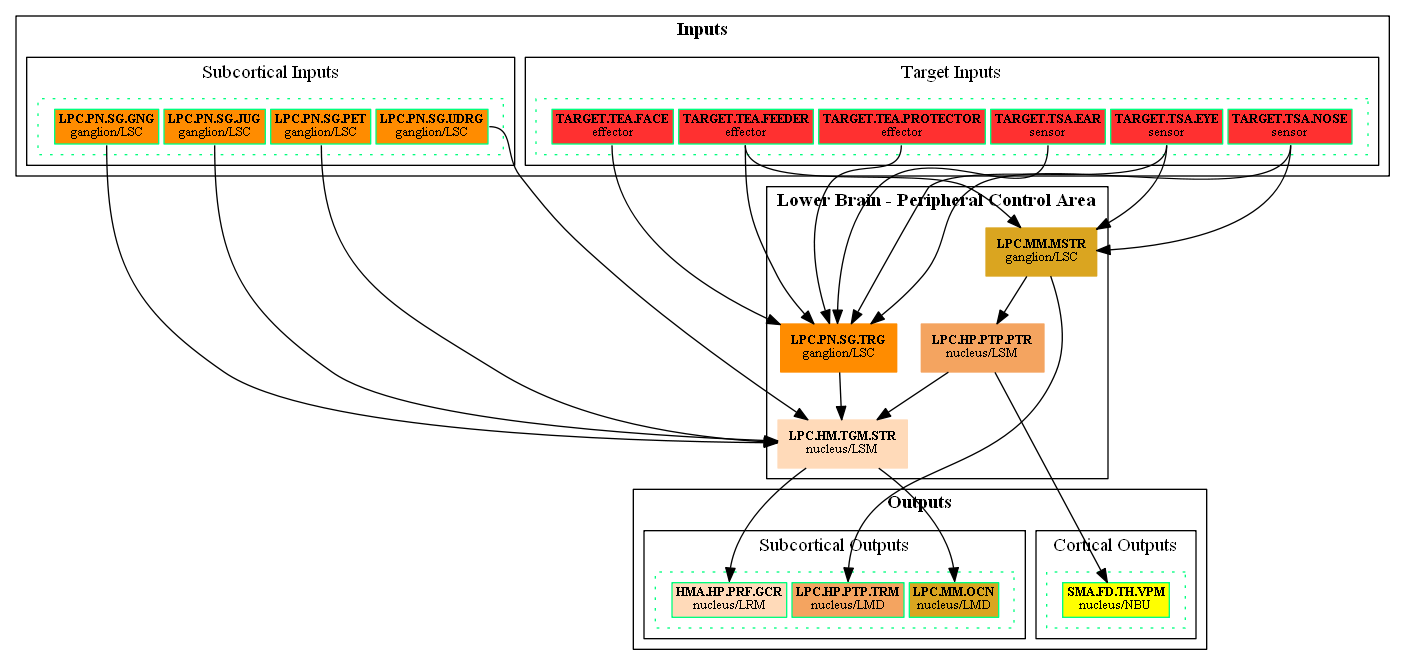 Inputs
Subcortical Inputs
Target Inputs
LPC.PN.SG.GNG
ganglion/LSC
LPC.PN.SG.JUG
ganglion/LSC
LPC.PN.SG.PET
ganglion/LSC
LPC.PN.SG.UDRG
ganglion/LSC
TARGET.TEA.FACE
effector
TARGET.TEA.FEEDER
effector
TARGET.TEA.PROTECTOR
effector
TARGET.TSA.EAR
sensor
TARGET.TSA.EYE
sensor
TARGET.TSA.NOSE
sensor
Lower Brain - Peripheral Control Area
LPC.MM.MSTR
ganglion/LSC
LPC.PN.SG.TRG
ganglion/LSC
LPC.HP.PTP.PTR
nucleus/LSM
LPC.HM.TGM.STR
nucleus/LSM
Outputs
Subcortical Outputs
Cortical Outputs
HMA.HP.PRF.GCR
nucleus/LRM
LPC.HP.PTP.TRM
nucleus/LMD
LPC.MM.OCN
nucleus/LMD
SMA.FD.TH.VPM
nucleus/NBU